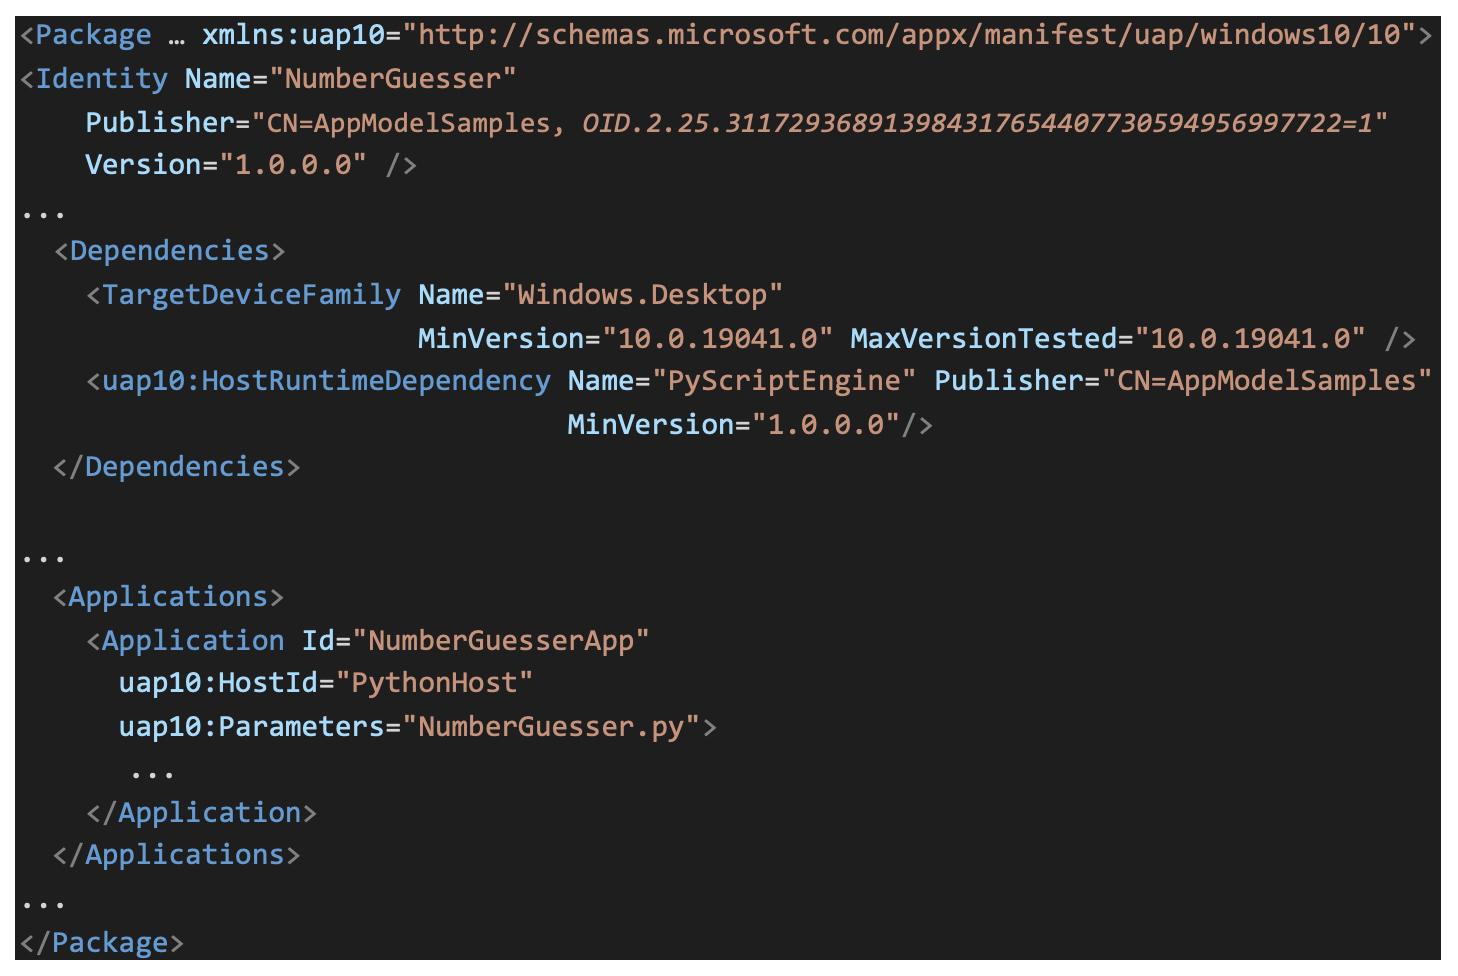 <Package … xmlns:uap10="http://schemas.microsoft.com/appx/manifest/uap/windows10/10">
<Identity Name="NumberGuesser"
Publisher="CN=AppModelSamples, OID.2.25.311729368913984317654407730594956997722=1"
Version="1.0.0.0" />
...
<Dependencies>
<TargetDeviceFamily Name="Windows.Desktop"
MinVersion="10.0.19041.0" MaxVersionTested="10.0.19041.0" />
<uap10:HostRuntimeDependency Name="PyScriptEngine" Publisher="CN=AppModelSamples"
MinVersion="1.0.0.0"/>
</Dependencies>
...
<Applications>
<Application Id="NumberGuesserApp"
uap10:HostId="PythonHost"
uap10:Parameters="NumberGuesser.py">
...
</Application>
</Applications>
...
</Package>